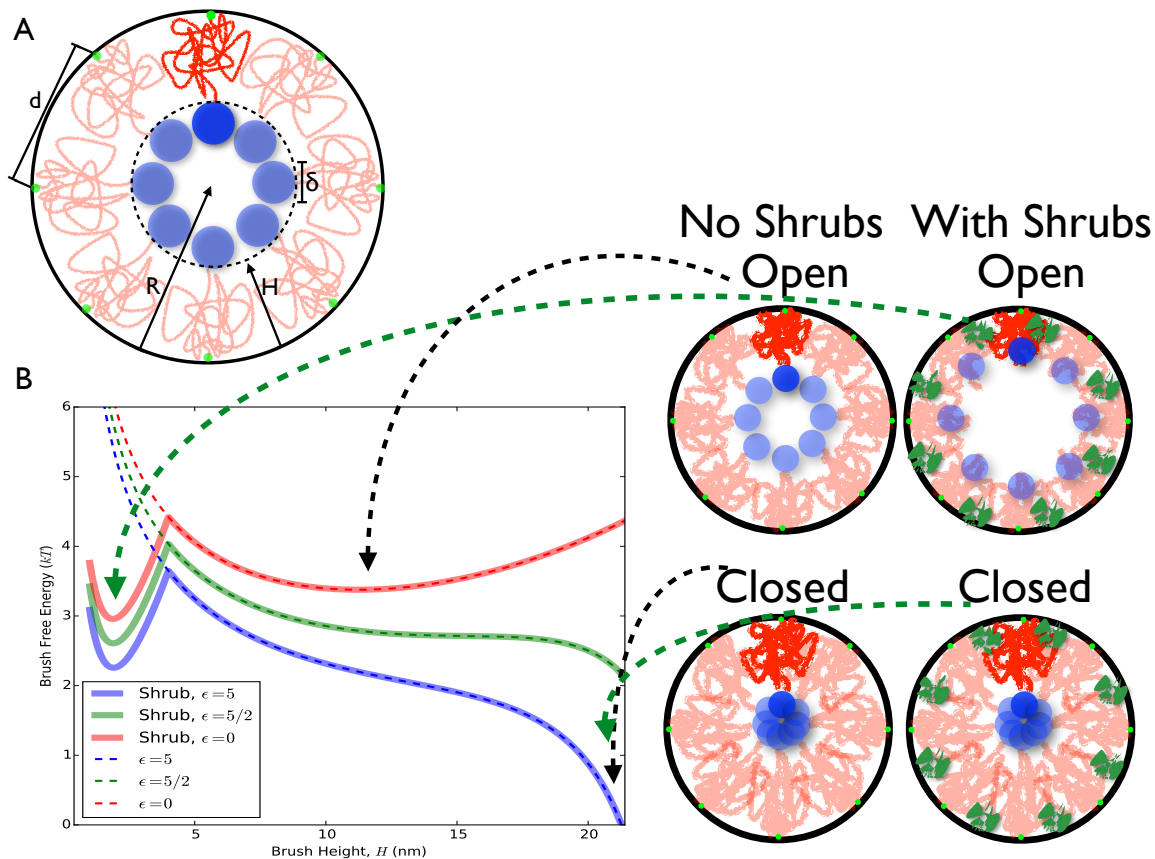 A
d
δ
R
H
No Shrubs
Open
With Shrubs
Open
Closed
Closed
B
6
5
4
3
2
1
0
Brush Free Energy (kT)
Shrub, ϵ=5
Shrub, ϵ=5/2
Shrub, ϵ=0
ϵ=5
ϵ=5/2
ϵ=0
5
10
15
20
Brush Height, H (nm)